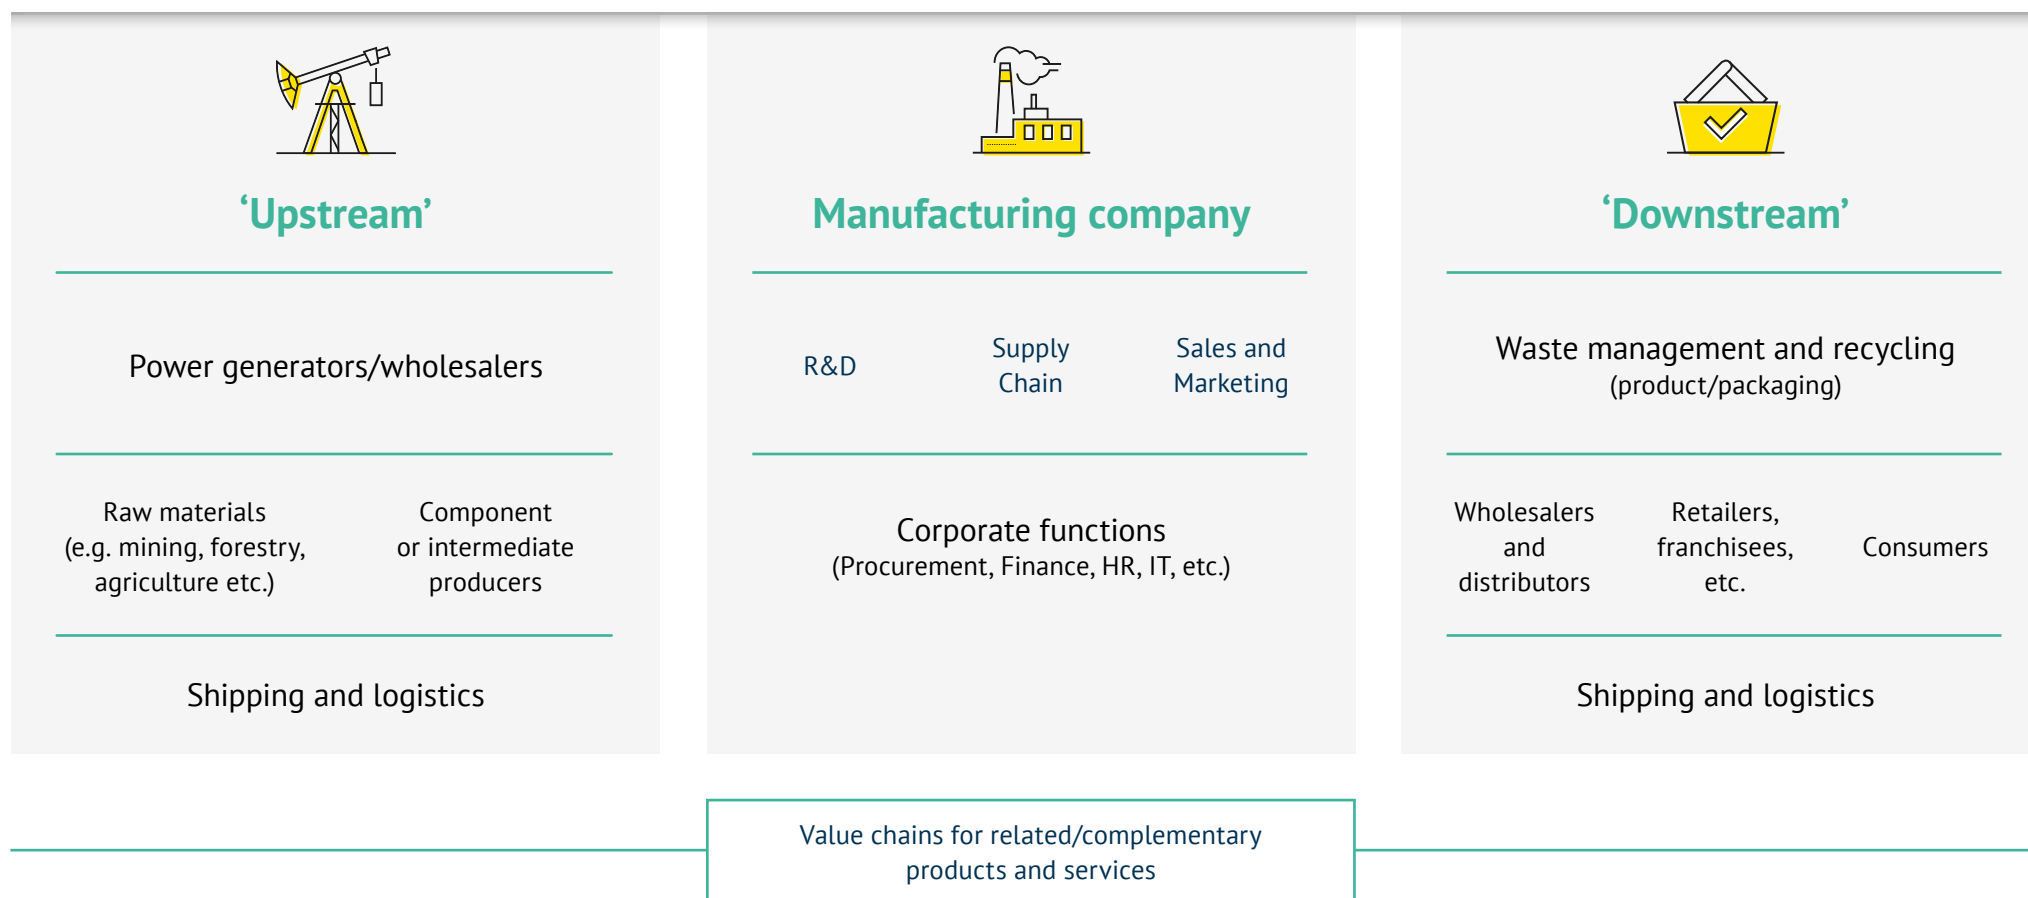 ‘Upstream’
Power generators/wholesalers
Raw materials
(e.g. mining, forestry,
agriculture etc.)
Component
or intermediate
producers
Shipping and logistics
Manufacturing company
R&D
Supply
Chain
Sales and
Marketing
Corporate functions
(Procurement, Finance, HR, IT, etc.)
‘Downstream’
Waste management and recycling
(product/packaging)
Wholesalers
and
distributors
Retailers,
franchisees,
etc.
Consumers
Shipping and logistics
Value chains for related/complementary
products and services